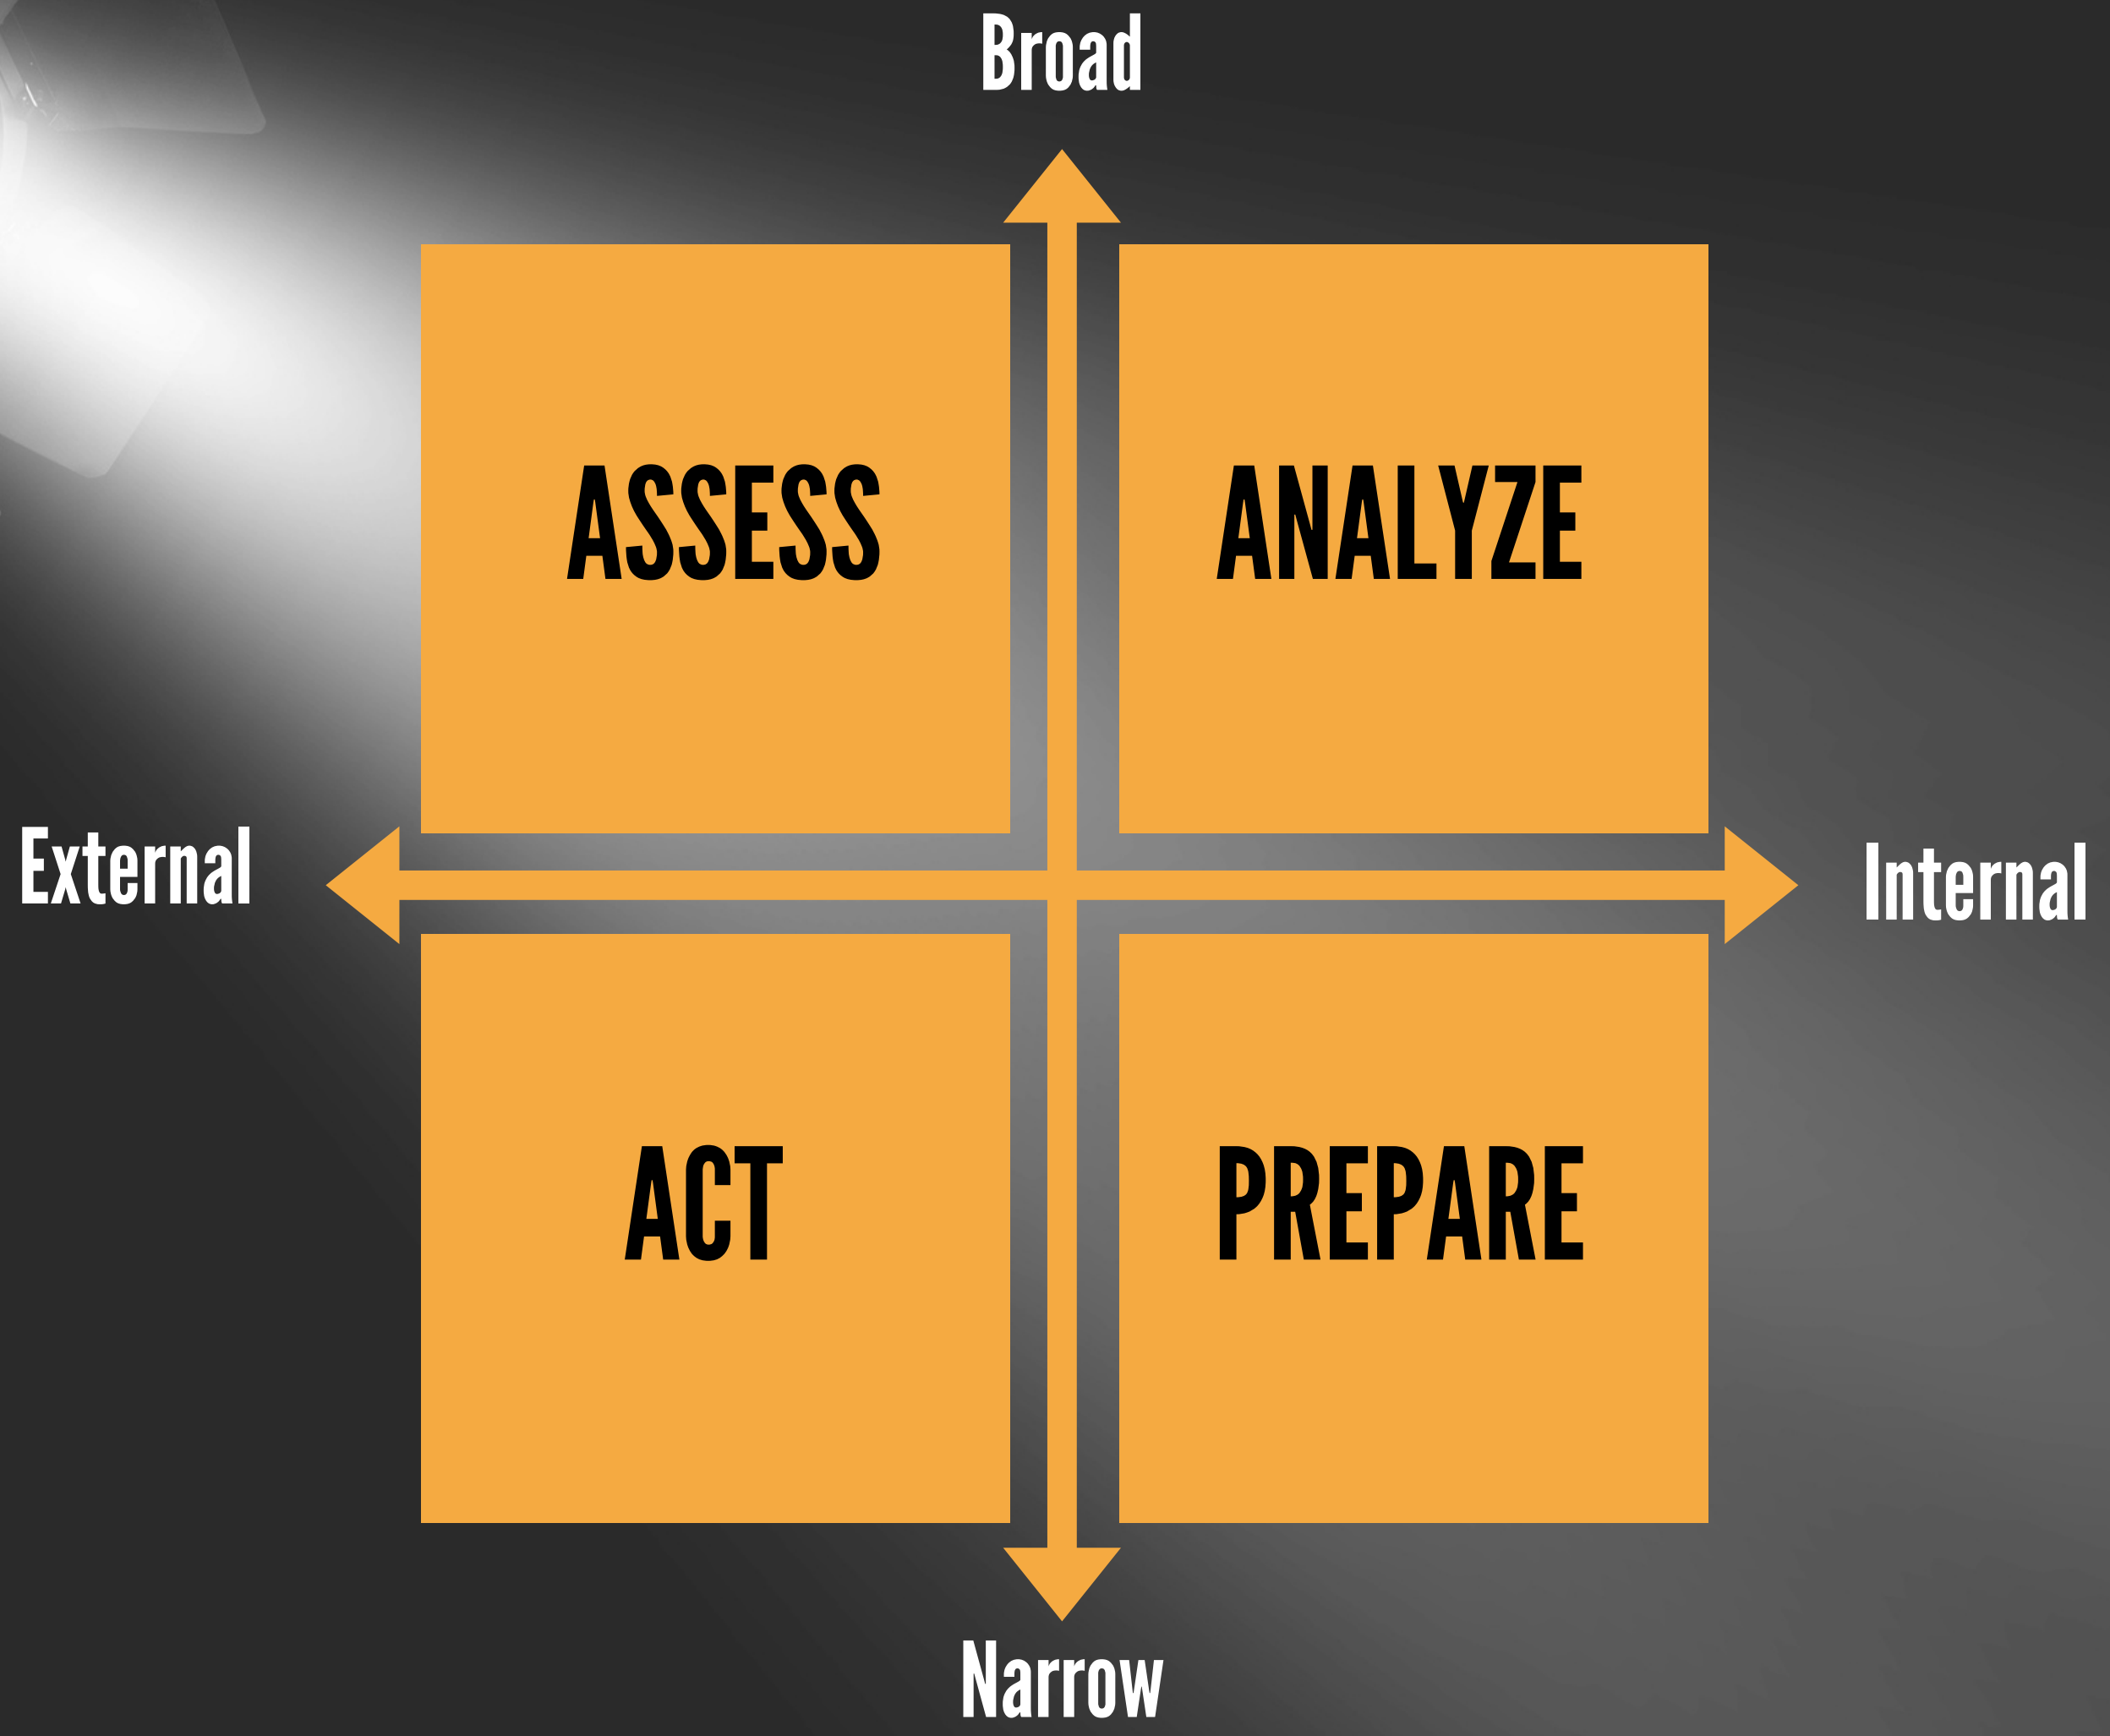 Broad
ASSESS
ANALYZE
External
Internal
ACT
PREPARE
Narrow